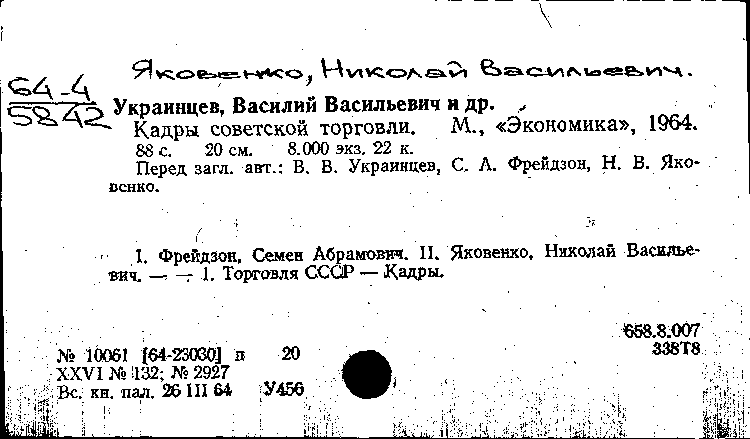 Яковенко, Николай Васильевич.
64-4
5842
Украинцев, Василий Васильевич и др.
Кадры советской торговли. М., «Экономика», 1964.
88 с. 20 см. 8.000 экз. 22 к.
Перед загл. авт.: В. В. Украинцев, С. А. Фрейдзон, Н. В. Яко-
венко.
I. Фрейдзон, Семен Абрамович. II. Яковенко, Николай Василье-
вич. — — 1. Торговля СССР — Кадры.
658.8.007
338Т8
№ 10061 [64-23030] п 20
XXVI № 132; № 2927
Вс. кн. пал. 26 III 64 У456